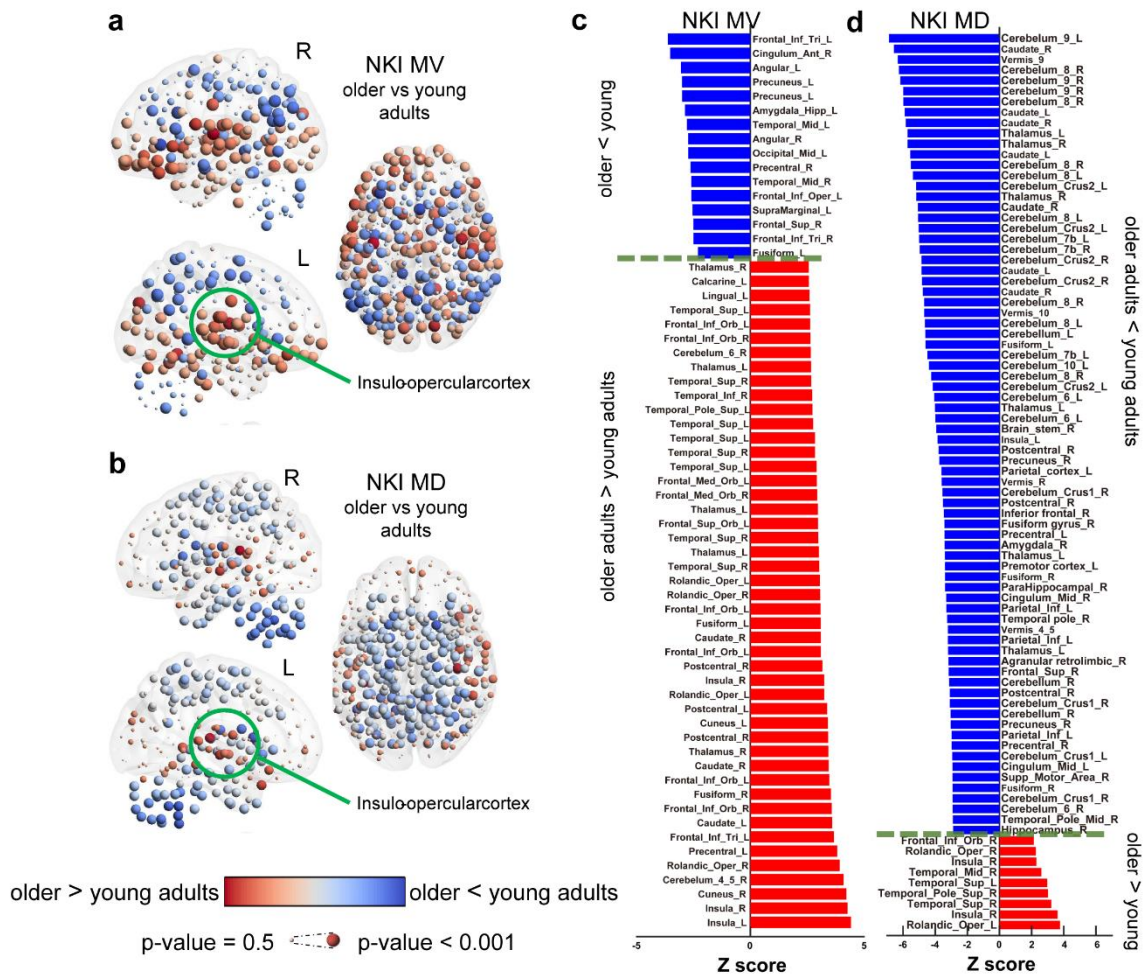 a
R
NKI MV
older vs young
adults
L
Insulo-opercularcortex
b
R
NKI MD
older vs young
adults
L
Insulo-opercularcortex
older > young adults
older < young adults
p-value = 0.5
p-value < 0.001
c
NKI MV
older < young
older adults > young adults
Frontal_Inf_Tri_L
Cingulum_Ant_R
Angular_L
Precuneus_L
Precuneus_L
Amygdala_Hipp_L
Temporal_Mid_L
Angular_R
Occipital_Mid_L
Precentral_R
Temporal_Mid_R
Frontal_Inf_Oper_L
SupraMarginal_L
Frontal_Sup_R
Frontal_Inf_Tri_R
Fusiform_L
Thalamus_R
Calcarine_L
Lingual_L
Temporal_Sup_L
Frontal_Inf_Orb_L
Frontal_Inf_Orb_R
Cerebelum_6_R
Thalamus_L
Temporal_Sup_R
Temporal_Inf_R
Temporal_Pole_Sup_L
Temporal_Sup_L
Temporal_Sup_L
Temporal_Sup_R
Temporal_Sup_L
Frontal_Med_Orb_L
Frontal_Med_Orb_R
Thalamus_L
Frontal_Sup_Orb_L
Temporal_Sup_R
Thalamus_L
Temporal_Sup_R
Rolandic_Oper_L
Rolandic_Oper_R
Frontal_Inf_Orb_L
Fusiform_L
Caudate_R
Frontal_Inf_Orb_L
Postcentral_R
Insula_R
Rolandic_Oper_L
Postcentral_L
Cuneus_L
Postcentral_R
Thalamus_R
Caudate_R
Frontal_Inf_Orb_L
Fusiform_R
Frontal_Inf_Orb_R
Caudate_L
Frontal_Inf_Tri_L
Precentral_L
Rolandic_Oper_R
Cerebelum_4_5_R
Cuneus_R
Insula_R
Insula_L
-5 0 5
Z score
d
NKI MD
Cerebelum_9_L
Caudate_R
Vermis_9
Cerebelum_8_R
Cerebelum_9_R
Cerebelum_9_R
Cerebelum_8_R
Caudate_L
Caudate_R
Thalamus_L
Thalamus_R
Caudate_L
Cerebelum_8_R
Cerebelum_8_L
Cerebelum_Crus2_L
Thalamus_R
Caudate_R
Cerebelum_8_L
Cerebelum_Crus2_L
Cerebelum_7b_L
Cerebelum_7b_R
Cerebelum_Crus2_R
Caudate_L
Cerebelum_Crus2_R
Caudate_R
Cerebelum_8_R
Vermis_10
Cerebelum_8_L
Cerebellum_L
Fusiform_L
Cerebelum_7b_L
Cerebelum_10_L
Cerebelum_8_R
Cerebelum_Crus2_L
Cerebelum_6_L
Thalamus_L
Cerebelum_6_L
Brain_stem_R
Insula_L
Postcentral_R
Precuneus_R
Parietal_cortex_L
Vermis_R
Cerebelum_Crus1_R
Postcentral_R
Inferior frontal_R
Fusiform gyrus_R
Precentral_L
Amygdala_R
Thalamus_L
Premotor cortex_L
Fusiform_R
ParaHippocampal_R
Cingulum_Mid_R
Parietal_Inf_L
Temporal pole_R
Vermis_4_5
Parietal_Inf_L
Thalamus_L
Agranular retrolimbic_R
Frontal_Sup_R
Cerebellum_R
Postcentral_R
Cerebelum_Crus1_R
Cerebellum_R
Precuneus_R
Parietal_Inf_L
Precentral_R
Cerebelum_Crus1_L
Cingulum_Mid_L
Supp_Motor_Area_R
Fusiform_R
Cerebelum_Crus1_R
Cerebelum_6_R
Temporal_Pole_Mid_R
Hippocampus_R
Frontal_Inf_Orb_R
Rolandic_Oper_R
Insula_R
Temporal_Mid_R
Temporal_Sup_L
Temporal_Pole_Sup_R
Temporal_Sup_R
Insula_R
Rolandic_Oper_L
older adults < young adults
older > young
-6 -4 -2 0 2 4 6
Z score